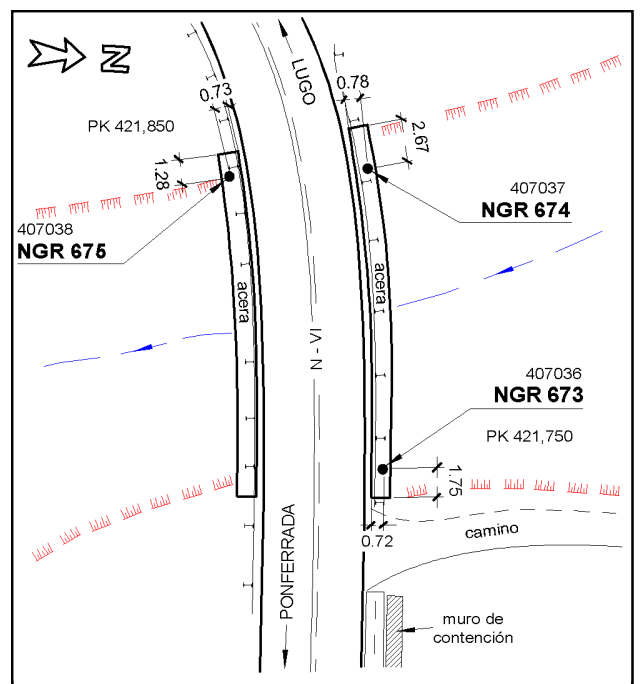 N
LUGO
0.73
0.78
PK 421,850
2.67
1.28
407037
NGR 674
407038
NGR 675
acera
acera
N - VI
407036
NGR 673
PK 421,750
1.75
0.72
camino
PONFERRADA
muro de
contención